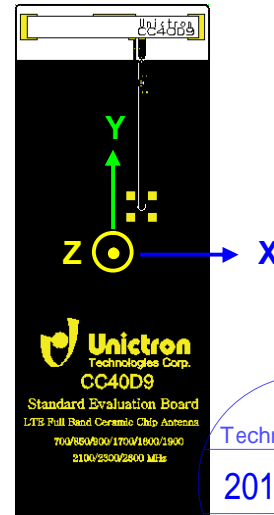 Unictron
CC40D9
Y
Z
X
Unictron
Technologies Corp.
CC40D9
Standard Evaluation Board
LTE Full Band Ceramic Chip Antenna
700/850/900/1700/1800/1900
2100/2300/2600 MHz
Techn
201